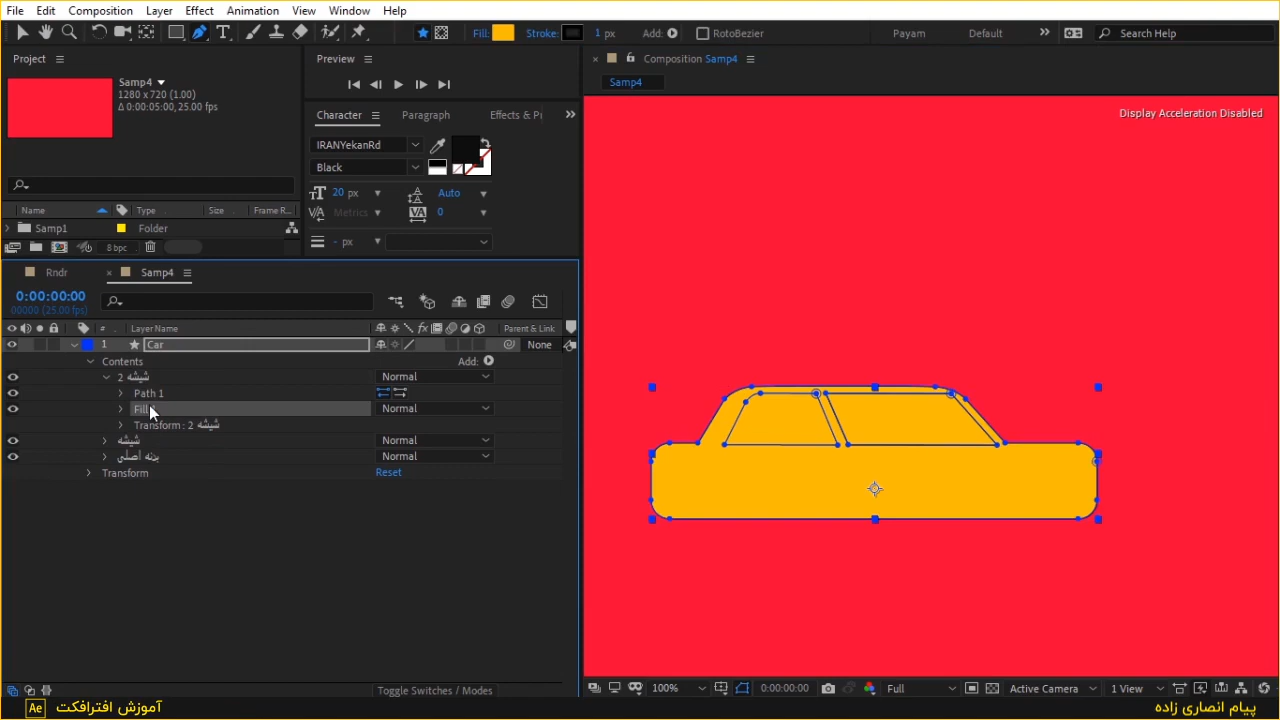 File Edit Composition Layer Effect Animation View Window Help
Fill: Stroke: 1 px Add: RotoBezier Payam Default Search Help
Project
Samp4
1280 x 720 (1.00)
Δ 0:00:05:00, 25.00 fps
Name Type Size Frame R...
Samp1 Folder
8 bpc
Preview
Character Paragraph Effects & Pi
IRANYekanRd
Black
20 px Auto
Metrics 0
- px
Composition Samp4
Samp4
Display Acceleration Disabled
Rndr Samp4
0:00:00:00
00000 (25.00 fps)
# Layer Name Parent & Link
1 Car None
Contents Add:
شیشه 2 Normal
Path 1
Fill Normal
Transform : 2 شیشه
شیشه Normal
بدنه اصلی Normal
Transform Reset
Toggle Switches / Modes
100% 0:00:00:00 Full Active Camera 1 View
Ae آموزش افترافکت
پیام انصاری زاده